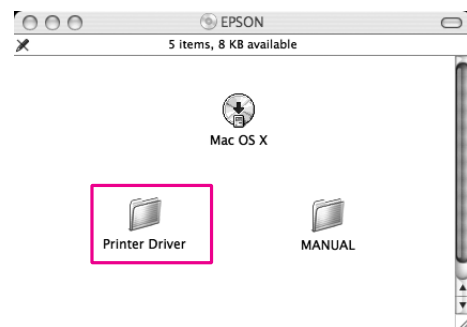 EPSON
5 items, 8 KB available
Mac OS X
Printer Driver
MANUAL